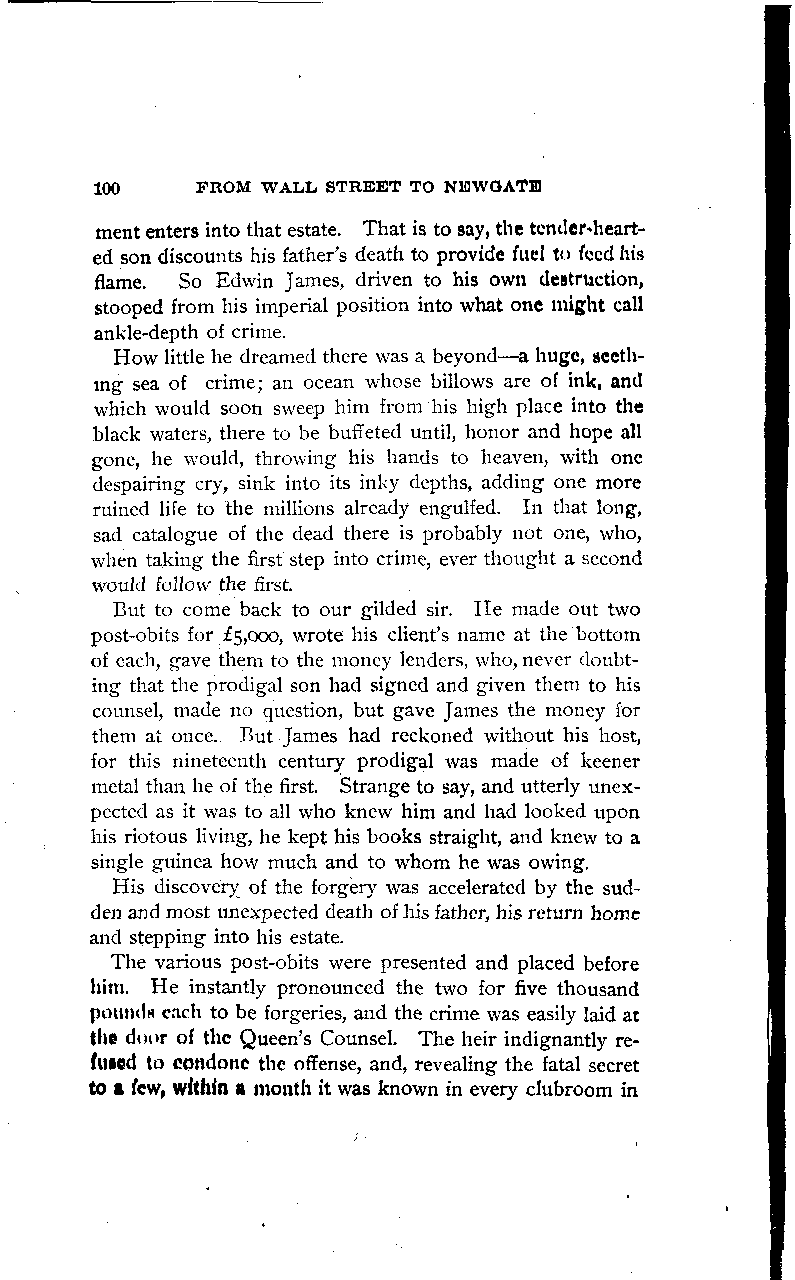 100 FROM WALL STREET TO NEWGATE
ment enters into that estate. That is to say, the tender-heart-
ed son discounts his father's death to provide fuel to feed his
flame. So Edwin James, driven to his own destruction,
stooped from his imperial position into what one might call
ankle-depth of crime.
How little he dreamed there was a beyond—a huge, seeth-
ing sea of crime; an ocean whose billows are of ink, and
which would soon sweep him from his high place into the
black waters, there to be buffeted until, honor and hope all
gone, he would, throwing his hands to heaven, with one
despairing cry, sink into its inky depths, adding one more
ruined life to the millions already engulfed. In that long,
sad catalogue of the dead there is probably not one, who,
when taking the first step into crime, ever thought a second
would follow the first.
But to come back to our gilded sir. He made out two
post-obits for £5,000, wrote his client's name at the bottom
of each, gave them to the money lenders, who, never doubt-
ing that the prodigal son had signed and given them to his
counsel, made no question, but gave James the money for
them at once. But James had reckoned without his host,
for this nineteenth century prodigal was made of keener
metal than he of the first. Strange to say, and utterly unex-
pected as it was to all who knew him and had looked upon
his riotous living, he kept his books straight, and knew to a
single guinea how much and to whom he was owing.
His discovery of the forgery was accelerated by the sud-
den and most unexpected death of his father, his return home
and stepping into his estate.
The various post-obits were presented and placed before
him. He instantly pronounced the two for five thousand
pounds each to be forgeries, and the crime was easily laid at
the door of the Queen's Counsel. The heir indignantly re-
fused to condone the offense, and, revealing the fatal secret
to a few, within a month it was known in every clubroom in